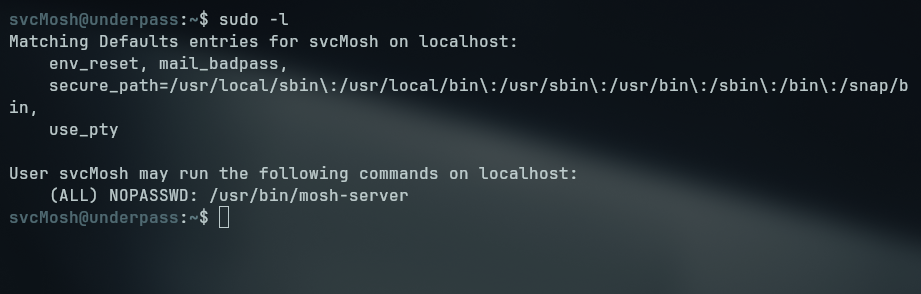 svcMosh@underpass:~$ sudo -l
Matching Defaults entries for svcMosh on localhost:
    env_reset, mail_badpass,
    secure_path=/usr/local/sbin\:/usr/local/bin\:/usr/sbin\:/usr/bin\:/sbin\:/bin\:/snap/b
in,
    use_pty

User svcMosh may run the following commands on localhost:
    (ALL) NOPASSWD: /usr/bin/mosh-server
svcMosh@underpass:~$